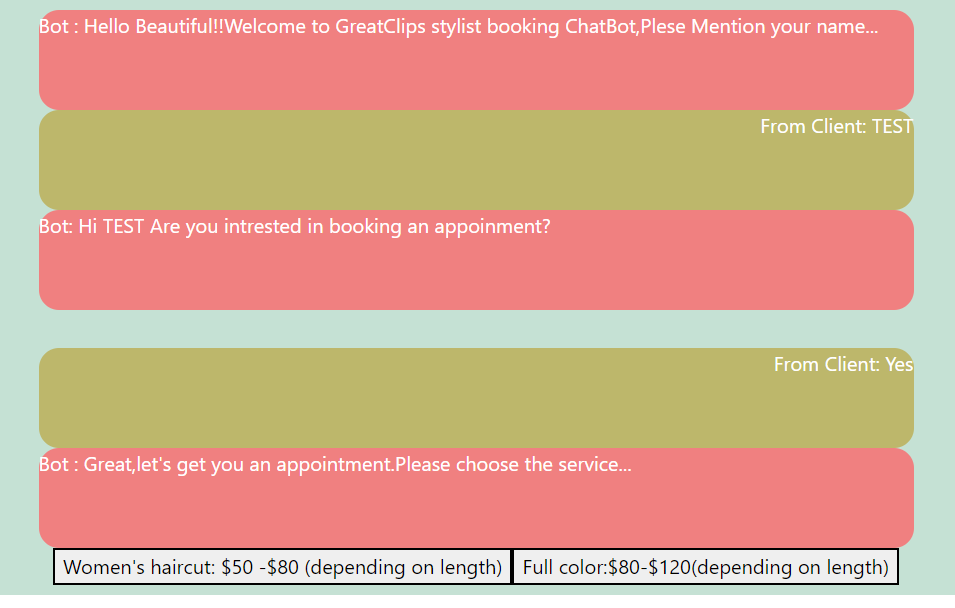 Bot : Hello Beautiful!!Welcome to GreatClips stylist booking ChatBot,Plese Mention your name...
From Client: TEST
Bot: Hi TEST Are you intrested in booking an appoinment?
From Client: Yes
Bot : Great,let's get you an appointment.Please choose the service...
Women's haircut: $50 -$80 (depending on length)
Full color:$80-$120(depending on length)